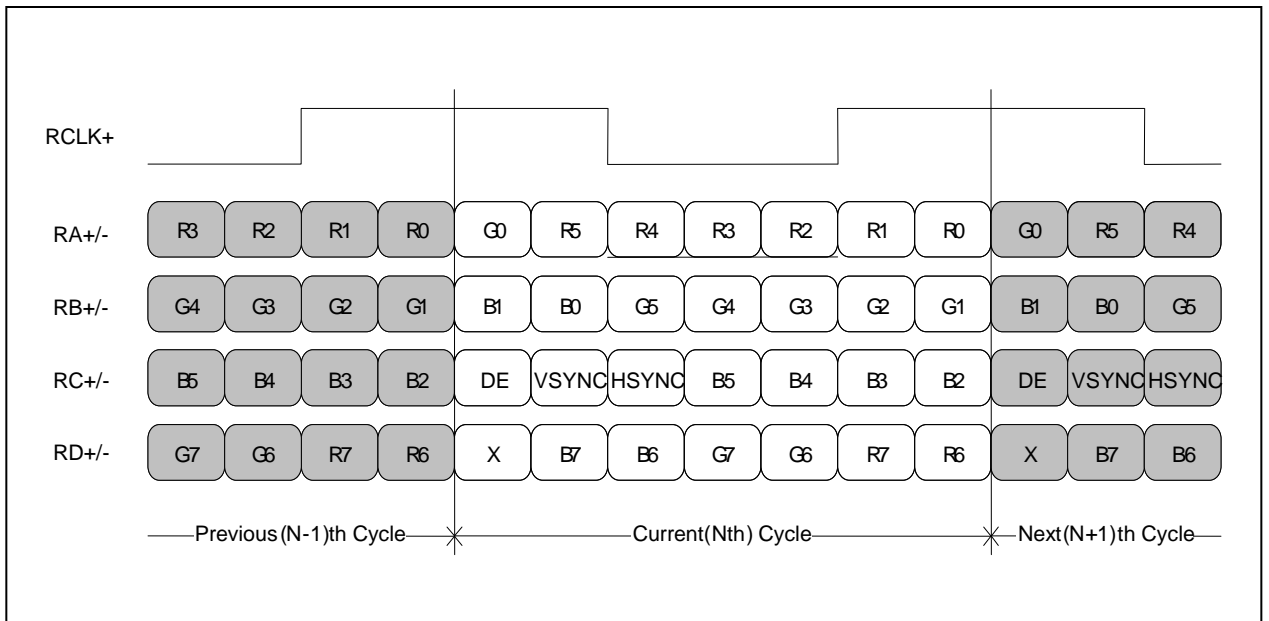 RCLK+
RA+/- R3 R2 R1 R0 G0 R5 R4 R3 R2 R1 R0 G0 R5 R4
RB+/- G4 G3 G2 G1 B1 B0 G5 G4 G3 G2 G1 B1 B0 G5
RC+/- B5 B4 B3 B2 DE VSYNC HSYNC B5 B4 B3 B2 DE VSYNC HSYNC
RD+/- G7 G6 R7 R6 X B7 B6 G7 G6 R7 R6 X B7 B6
Previous (N-1)th Cycle Current(Nth) Cycle Next(N+1)th Cycle